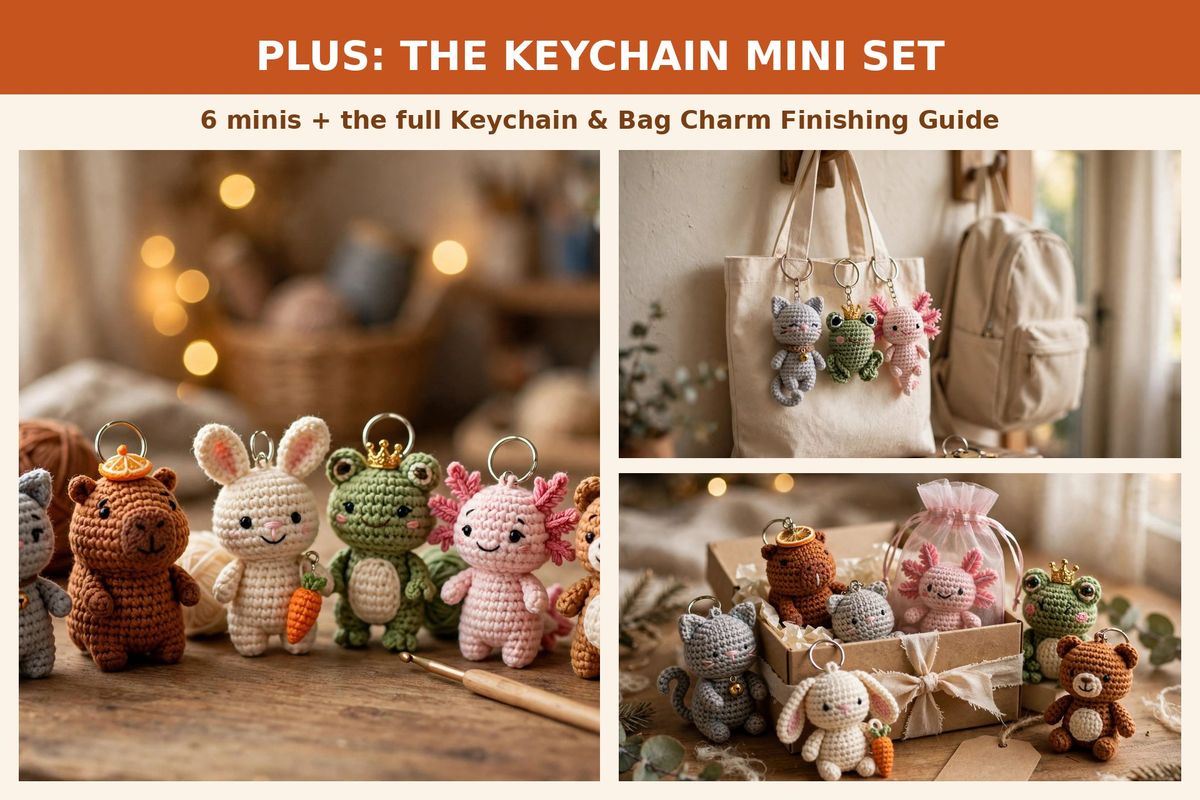 PLUS: THE KEYCHAIN MINI SET
6 minis + the full Keychain & Bag Charm Finishing Guide